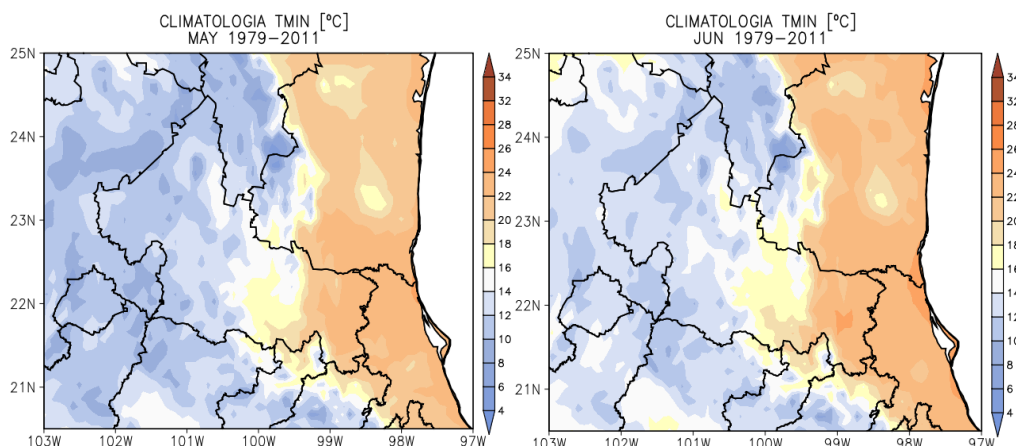 CLIMATOLOGIA TMIN [ºC]
MAY 1979−2011
25N
24N
23N
22N
21N
103W
102W
101W
100W
99W
98W
97W
34
32
28
26
24
22
20
18
16
14
12
10
8
6
4
CLIMATOLOGIA TMIN [ºC]
JUN 1979−2011
25N
24N
23N
22N
21N
103W
102W
101W
100W
99W
98W
97W
34
32
28
26
24
22
20
18
16
14
12
10
8
6
4